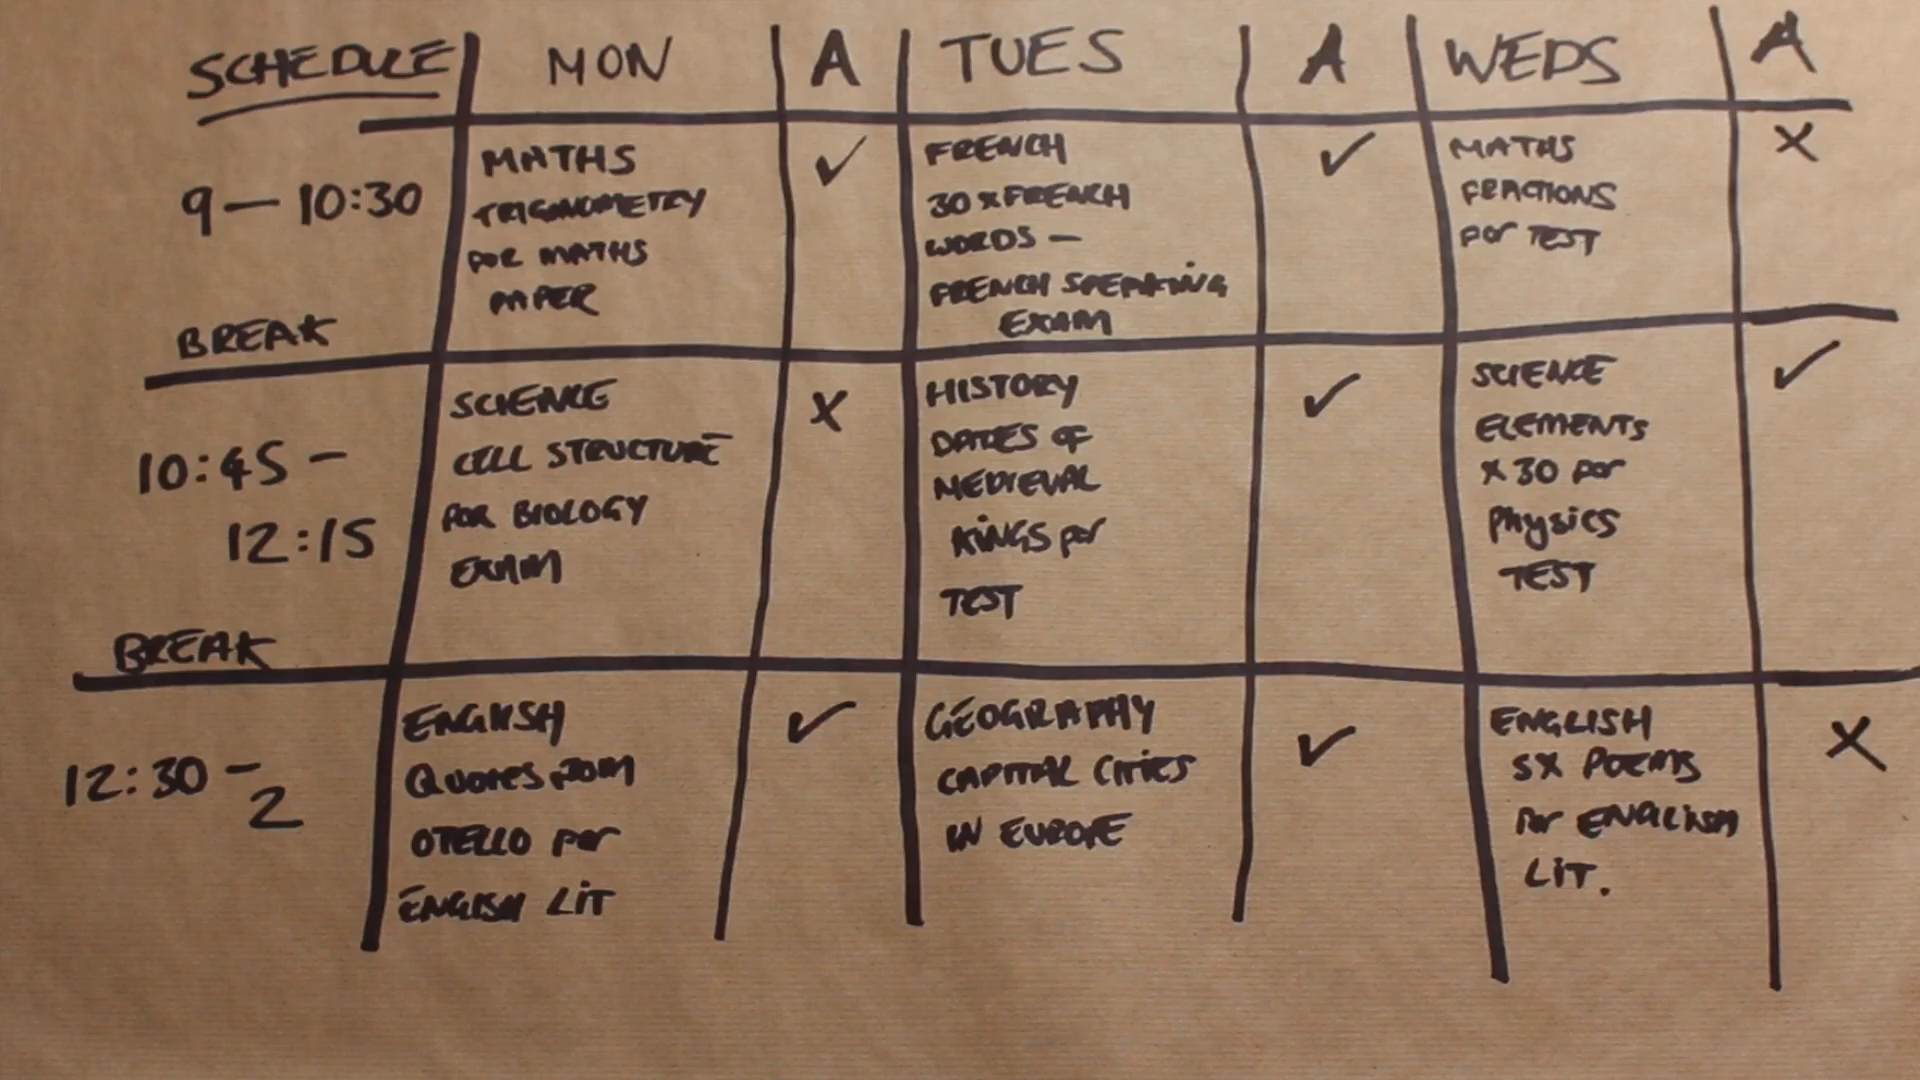 SCHEDULE MON A TUES A WEDS A
9 – 10:30
MATHS
TRIGONOMETRY
FOR MATHS
PAPER
✓
FRENCH
30 x FRENCH
WORDS –
FRENCH SPEAKING
EXAM
✓
MATHS
FRACTIONS
for TEST
X
BREAK
10:45 –
12:15
SCIENCE
CELL STRUCTURE
FOR BIOLOGY
EXAM
X
HISTORY
DATES OF
MEDIEVAL
KINGS for
TEST
✓
SCIENCE
ELEMENTS
x 30 for
Physics
TEST
✓
BREAK
12:30 –
2
ENGLISH
QUOTES FROM
OTELLO for
ENGLISH LIT
✓
GEOGRAPHY
CAPITAL CITIES
IN EUROPE
✓
ENGLISH
5X POEMS
for ENGLISH
LIT.
X